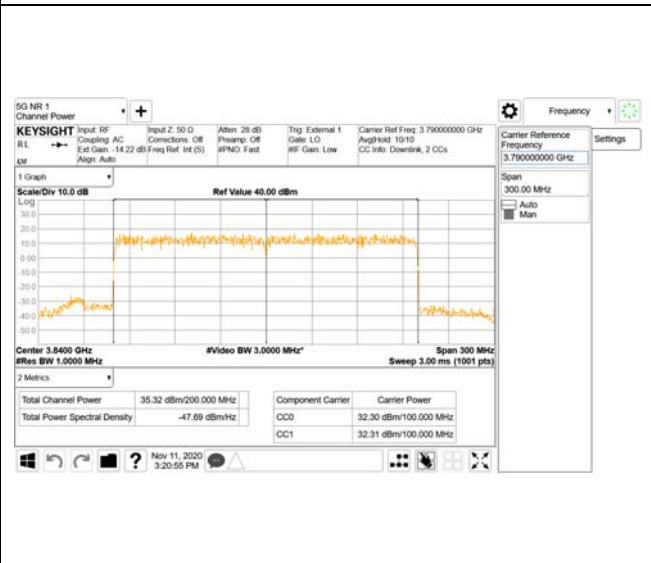 5G NR 1
Channel Power
Frequency
KEYSIGHT
RL
Input: RF
Coupling: AC
Ext Gain: -14.22 dB
Align: Auto
Input Z: 50 Ω
Corrections: Off
Freq Ref: Int (S)
Atten: 28 dB
Preamp: Off
#PNO: Fast
Trig: External 1
Gate: LO
#IF Gain: Low
Carrier Ref Freq: 3.790000000 GHz
Avg|Hold: 10/10
CC Info: Downlink, 2 CCs
Carrier Reference
Frequency
3.790000000 GHz
Settings
Span
300.00 MHz
Auto
Man
1 Graph
Scale/Div 10.0 dB
Ref Value 40.00 dBm
Log
30.0
20.0
10.0
0.00
-10.0
-20.0
-30.0
-40.0
-50.0
Center 3.8400 GHz
#Video BW 3.0000 MHz*
Span 300 MHz
#Res BW 1.0000 MHz
Sweep 3.00 ms (1001 pts)
2 Metrics
Total Channel Power 35.32 dBm/200.000 MHz
Total Power Spectral Density -47.69 dBm/Hz
Component Carrier Carrier Power
CC0 32.30 dBm/100.000 MHz
CC1 32.31 dBm/100.000 MHz
Nov 11, 2020
3:20:55 PM